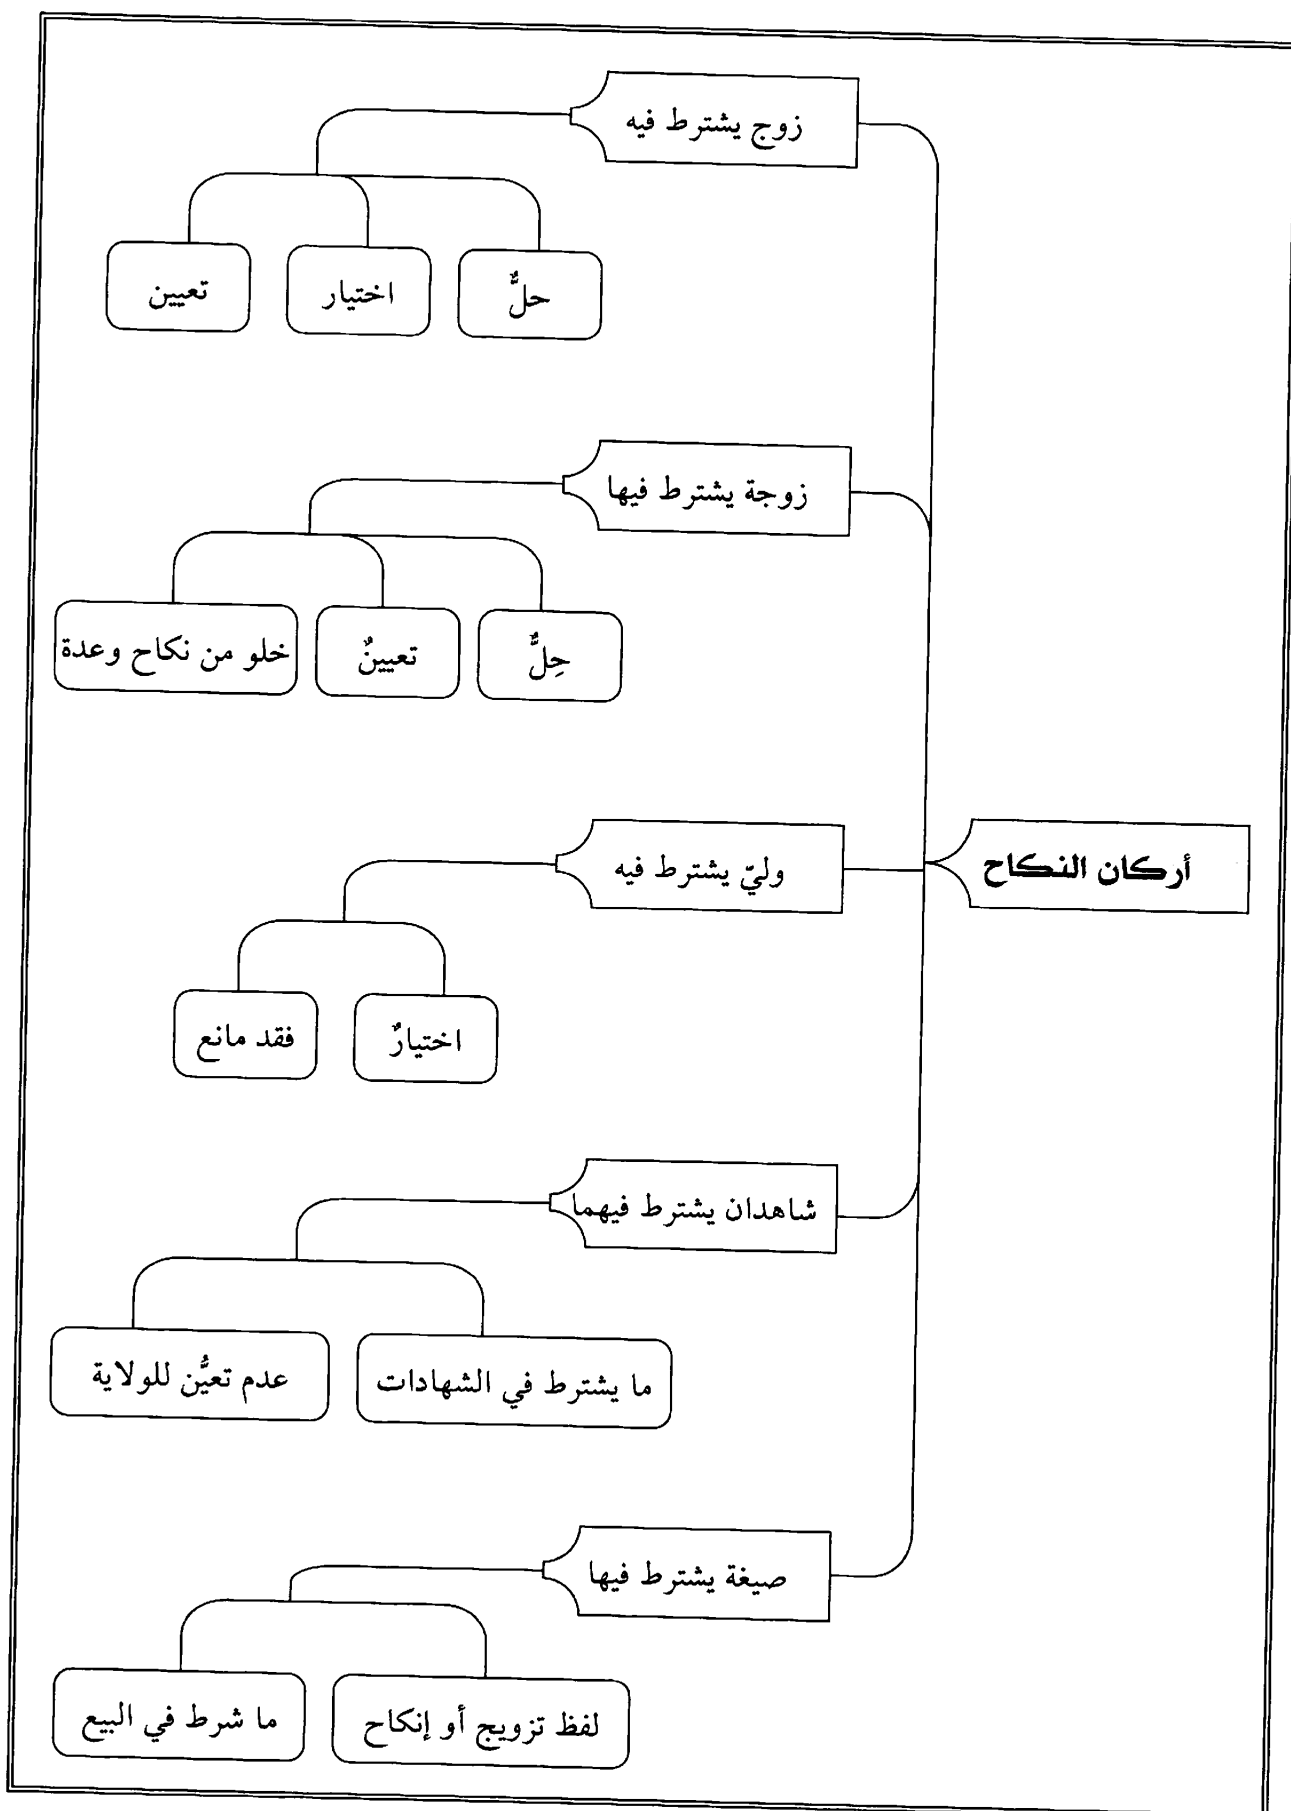 أركان النكاح
زوج يشترط فيه
حلٌّ
اختيار
تعيين
زوجة يشترط فيها
حِلٌّ
تعيينٌ
خلو من نكاح وعدة
وليّ يشترط فيه
اختيارٌ
فقد مانع
شاهدان يشترط فيهما
ما يشترط في الشهادات
عدم تعيُّن للولاية
صيغة يشترط فيها
لفظ تزويج أو إنكاح
ما شرط في البيع